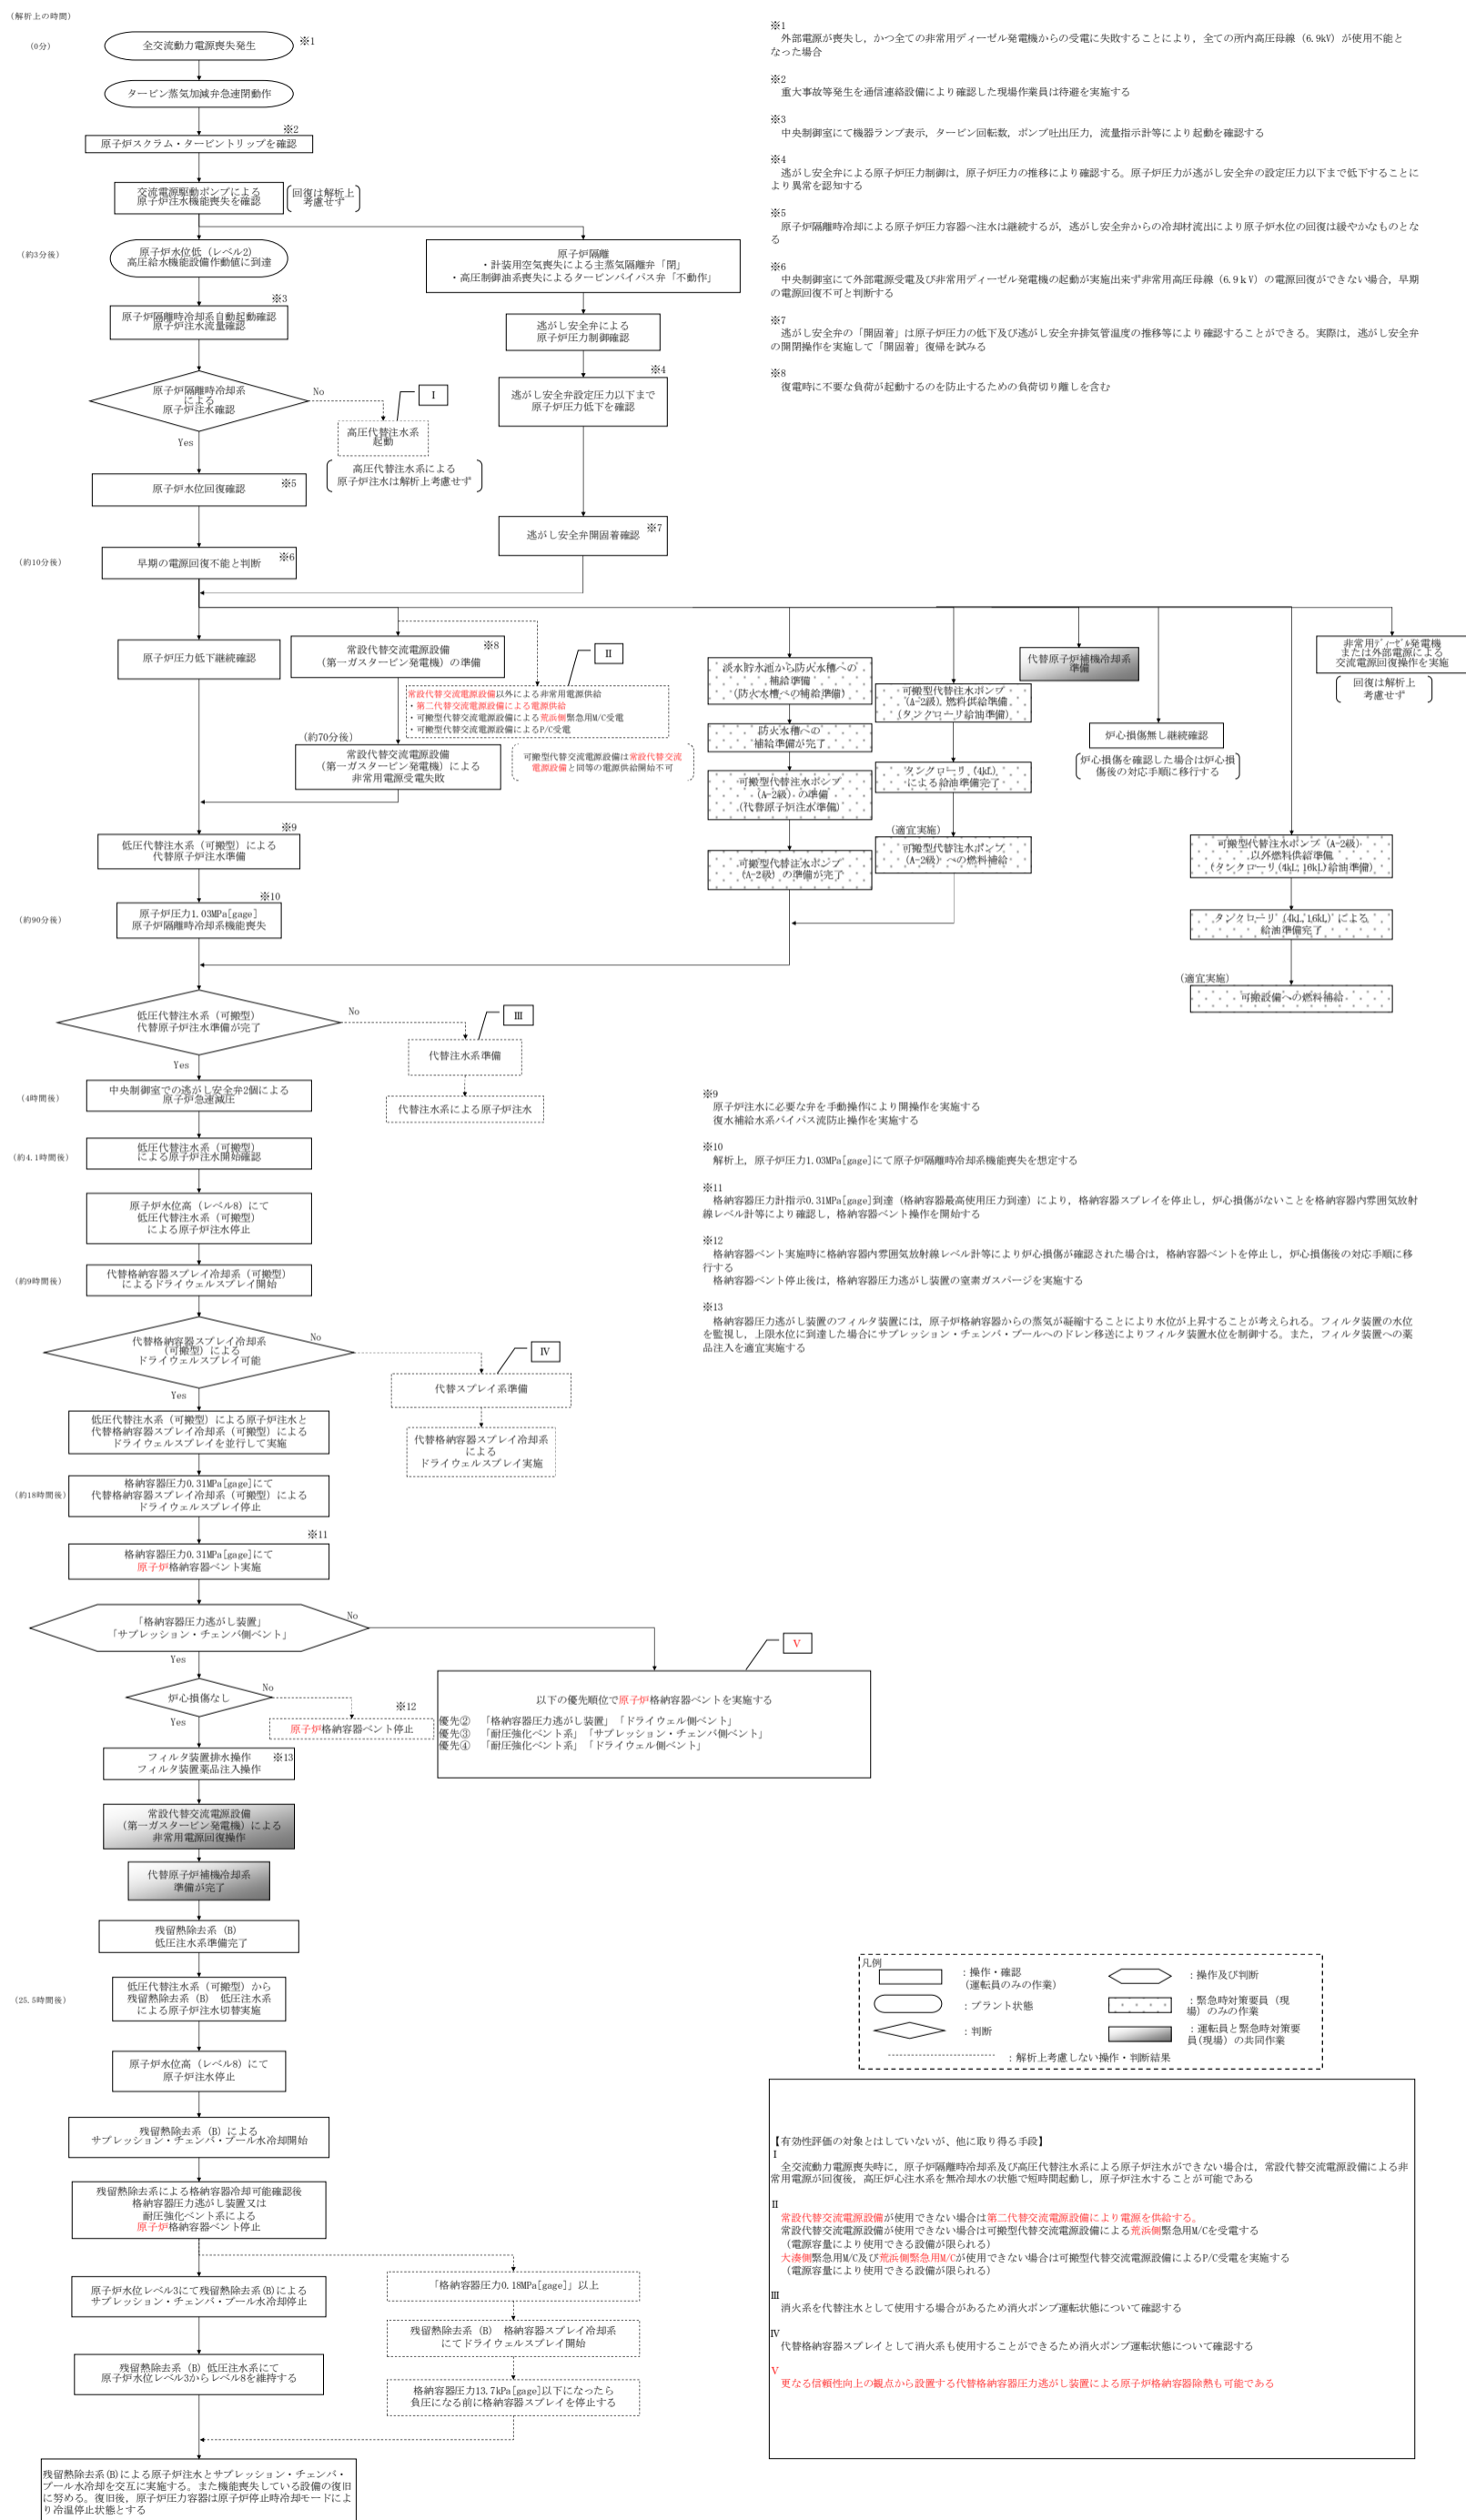 (解析上の時間)
(0分)
全交流動力電源喪失発生
※1
タービン蒸気加減弁急速閉動作
※2
原子炉スクラム・タービントリップを確認
交流電源駆動ポンプによる
原子炉注水機能喪失を確認
回復は解析上
考慮せず
(約3分後)
原子炉水位低（レベル2）
高圧給水機能設備作動値に到達
原子炉隔離
・計装用空気喪失による主蒸気隔離弁「閉」
・高圧制御油系喪失によるタービンバイパス弁「不動作」
※3
原子炉隔離時冷却系自動起動確認
原子炉注水流量確認
逃がし安全弁による
原子炉圧力制御確認
※4
逃がし安全弁設定圧力以下まで
原子炉圧力低下を確認
原子炉隔離時冷却系
による
原子炉注水確認
No
Yes
I
高圧代替注水系
起動
高圧代替注水系による
原子炉注水は解析上考慮せず
原子炉水位回復確認
※5
逃がし安全弁開固着確認
※7
(約10分後)
早期の電源回復不能と判断
※6
※1
外部電源が喪失し，かつ全ての非常用ディーゼル発電機からの受電に失敗することにより，全ての所内高圧母線（6.9kV）が使用不能と
なった場合
※2
重大事故等発生を通信連絡設備により確認した現場作業員は待避を実施する
※3
中央制御室にて機器ランプ表示，タービン回転数，ポンプ吐出圧力，流量指示計等により起動を確認する
※4
逃がし安全弁による原子炉圧力制御は，原子炉圧力の推移により確認する。原子炉圧力が逃がし安全弁の設定圧力以下まで低下することに
より異常を認知する
※5
原子炉隔離時冷却による原子炉圧力容器へ注水は継続するが，逃がし安全弁からの冷却材流出により原子炉水位の回復は緩やかなものとな
る
※6
中央制御室にて外部電源受電及び非常用ディーゼル発電機の起動が実施出来ず非常用高圧母線（6.9kV）の電源回復ができない場合，早期
の電源回復不可と判断する
※7
逃がし安全弁の「開固着」は原子炉圧力の低下及び逃がし安全弁排気管温度の推移等により確認することができる。実際は，逃がし安全弁
の開閉操作を実施して「開固着」復帰を試みる
※8
復電時に不要な負荷が起動するのを防止するための負荷切り離しを含む
原子炉圧力低下継続確認
常設代替交流電源設備
（第一ガスタービン発電機）の準備
※8
II
常設代替交流電源設備以外による非常用電源供給
・第二代替交流電源設備による電源供給
・可搬型代替交流電源設備による荒浜側緊急用M/C受電
・可搬型代替交流電源設備によるP/C受電
可搬型代替交流電源設備は常設代替交流
電源設備と同等の電源供給開始不可
(約70分後)
常設代替交流電源設備
（第一ガスタービン発電機）による
非常用電源受電失敗
淡水貯水池から防火水槽への
補給準備
（防火水槽への補給準備）
防火水槽への
補給準備が完了
可搬型代替注水ポンプ
（A-2級）の準備
（代替原子炉注水準備）
可搬型代替注水ポンプ
（A-2級）の準備が完了
可搬型代替注水ポンプ
（A-2級）燃料供給準備
（タンクローリ給油準備）
タンクローリ（4kL）
による給油準備完了
（適宜実施）
可搬型代替注水ポンプ
（A-2級）への燃料補給
代替原子炉補機冷却系
準備
炉心損傷無し継続確認
炉心損傷を確認した場合は炉心損
傷後の対応手順に移行する
可搬型代替注水ポンプ（A-2級）
以外燃料供給準備
（タンクローリ(4kL,16kL)給油準備）
タンクローリ（4kL,16kL）による
給油準備完了
（適宜実施）
可搬設備への燃料補給
非常用ﾃﾞｨｰｾﾞﾙ発電機
または外部電源による
交流電源回復操作を実施
回復は解析上
考慮せず
※9
低圧代替注水系（可搬型）による
代替原子炉注水準備
※10
(約90分後)
原子炉圧力1.03MPa[gage]
原子炉隔離時冷却系機能喪失
低圧代替注水系（可搬型）
代替原子炉注水準備が完了
No
Yes
III
代替注水系準備
代替注水系による原子炉注水
(4時間後)
中央制御室での逃がし安全弁2個による
原子炉急速減圧
(約4.1時間後)
低圧代替注水系（可搬型）
による原子炉注水開始確認
原子炉水位高（レベル8）にて
低圧代替注水系（可搬型）
による原子炉注水停止
(約9時間後)
代替格納容器スプレイ冷却系（可搬型）
によるドライウェルスプレイ開始
代替格納容器スプレイ冷却系
（可搬型）による
ドライウェルスプレイ可能
No
Yes
IV
代替スプレイ系準備
代替格納容器スプレイ冷却系
による
ドライウェルスプレイ実施
低圧代替注水系（可搬型）による原子炉注水と
代替格納容器スプレイ冷却系（可搬型）による
ドライウェルスプレイを並行して実施
(約18時間後)
格納容器圧力0.31MPa[gage]にて
代替格納容器スプレイ冷却系（可搬型）による
ドライウェルスプレイ停止
※11
格納容器圧力0.31MPa[gage]にて
原子炉格納容器ベント実施
※9
原子炉注水に必要な弁を手動操作により開操作を実施する
復水補給水系バイパス流防止操作を実施する
※10
解析上，原子炉圧力1.03MPa[gage]にて原子炉隔離時冷却系機能喪失を想定する
※11
格納容器圧力計指示0.31MPa[gage]到達（格納容器最高使用圧力到達）により，格納容器スプレイを停止し，炉心損傷がないことを格納容器内雰囲気放射
線レベル計等により確認し，格納容器ベント操作を開始する
※12
格納容器ベント実施時に格納容器内雰囲気放射線レベル計等により炉心損傷が確認された場合は，格納容器ベントを停止し，炉心損傷後の対応手順に移
行する
格納容器ベント停止後は，格納容器圧力逃がし装置の窒素ガスパージを実施する
※13
格納容器圧力逃がし装置のフィルタ装置には，原子炉格納容器からの蒸気が凝縮することにより水位が上昇することが考えられる。フィルタ装置の水位
を監視し，上限水位に到達した場合にサプレッション・チェンバ・プールへのドレン移送によりフィルタ装置水位を制御する。また，フィルタ装置への薬
品注入を適宜実施する
「格納容器圧力逃がし装置」
「サプレッション・チェンバ側ベント」
No
Yes
V
以下の優先順位で原子炉格納容器ベントを実施する
優先②　「格納容器圧力逃がし装置」「ドライウェル側ベント」
優先③　「耐圧強化ベント系」「サプレッション・チェンバ側ベント」
優先④　「耐圧強化ベント系」「ドライウェル側ベント」
炉心損傷なし
No
Yes
※12
原子炉格納容器ベント停止
フィルタ装置排水操作
フィルタ装置薬品注入操作
※13
常設代替交流電源設備
（第一ガスタービン発電機）による
非常用電源回復操作
代替原子炉補機冷却系
準備が完了
残留熱除去系（B）
低圧注水系準備完了
(25.5時間後)
低圧代替注水系（可搬型）から
残留熱除去系（B）　低圧注水系
による原子炉注水切替実施
原子炉水位高（レベル8）にて
原子炉注水停止
残留熱除去系（B）による
サプレッション・チェンバ・プール水冷却開始
残留熱除去系による格納容器冷却可能確認後
格納容器圧力逃がし装置又は
耐圧強化ベント系による
原子炉格納容器ベント停止
原子炉水位レベル3にて残留熱除去系(B)による
サプレッション・チェンバ・プール水冷却停止
残留熱除去系（B）低圧注水系にて
原子炉水位レベル3からレベル8を維持する
「格納容器圧力0.18MPa[gage]」以上
残留熱除去系（B）　格納容器スプレイ冷却系
にてドライウェルスプレイ開始
格納容器圧力13.7kPa[gage]以下になったら
負圧になる前に格納容器スプレイを停止する
残留熱除去系(B)による原子炉注水とサプレッション・チェンバ・
プール水冷却を交互に実施する。また機能喪失している設備の復旧
に努める。復旧後，原子炉圧力容器は原子炉停止時冷却モードによ
り冷温停止状態とする
凡例
：操作・確認
（運転員のみの作業）
：プラント状態
：判断
：操作及び判断
：緊急時対策要員（現
場）のみの作業
：運転員と緊急時対策要
員(現場）の共同作業
：解析上考慮しない操作・判断結果
【有効性評価の対象とはしていないが、他に取り得る手段】
I
全交流動力電源喪失時に，原子炉隔離時冷却系及び高圧代替注水系による原子炉注水ができない場合は，常設代替交流電源設備による非
常用電源が回復後，高圧炉心注水系を無冷却水の状態で短時間起動し，原子炉注水することが可能である
II
常設代替交流電源設備が使用できない場合は第二代替交流電源設備により電源を供給する。
常設代替交流電源設備が使用できない場合は可搬型代替交流電源設備による荒浜側緊急用M/Cを受電する
（電源容量により使用できる設備が限られる）
大湊側緊急用M/C及び荒浜側緊急用M/Cが使用できない場合は可搬型代替交流電源設備によるP/C受電を実施する
（電源容量により使用できる設備が限られる）
III
消火系を代替注水として使用する場合があるため消火ポンプ運転状態について確認する
IV
代替格納容器スプレイとして消火系も使用することができるため消火ポンプ運転状態について確認する
V
更なる信頼性向上の観点から設置する代替格納容器圧力逃がし装置による原子炉格納容器除熱も可能である